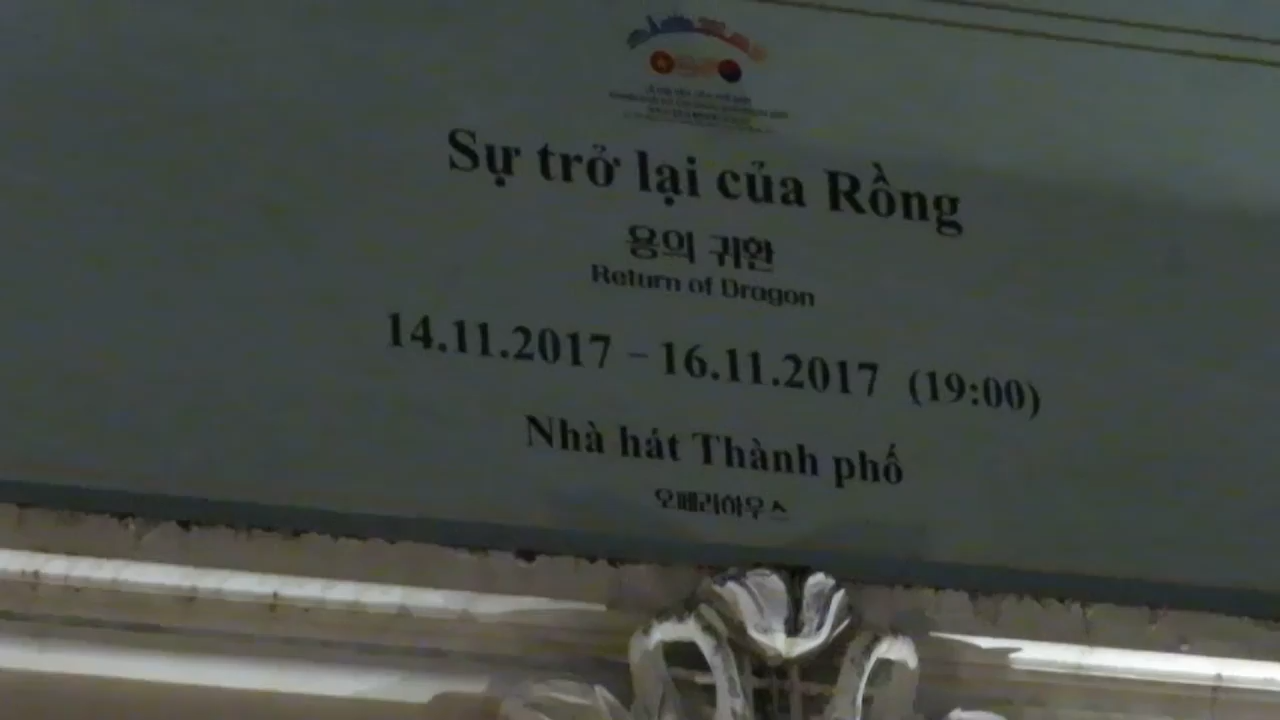 Sự trở lại của Rồng
용의 귀환
Return of Dragon
14.11.2017 – 16.11.2017 (19:00)
Nhà hát Thành phố
오페라하우스